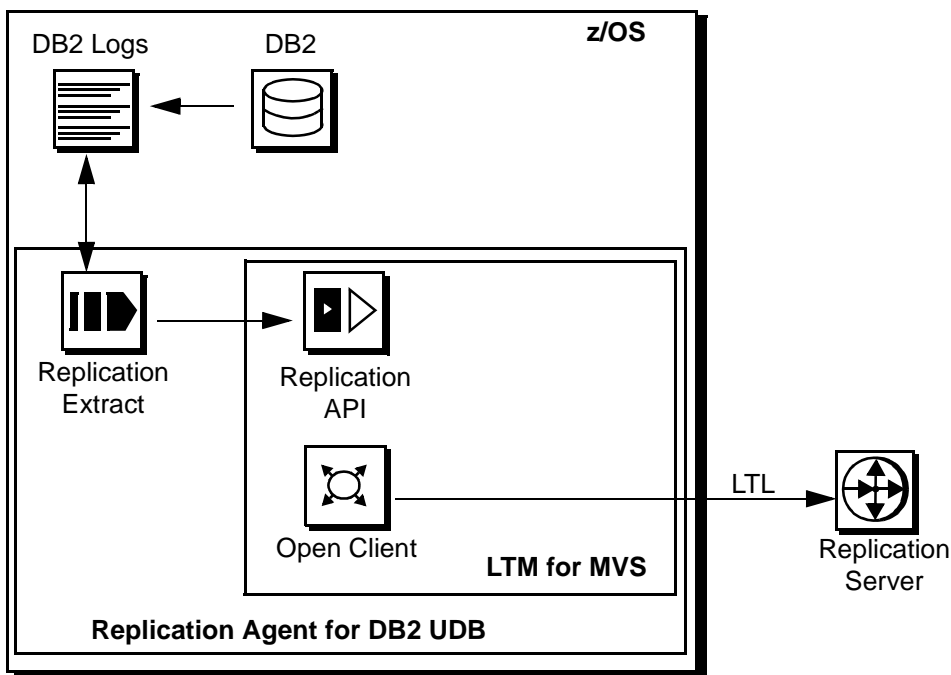 z/OS
DB2 Logs
DB2
Replication
Extract
Replication
API
Open Client
LTL
Replication
Server
LTM for MVS
Replication Agent for DB2 UDB